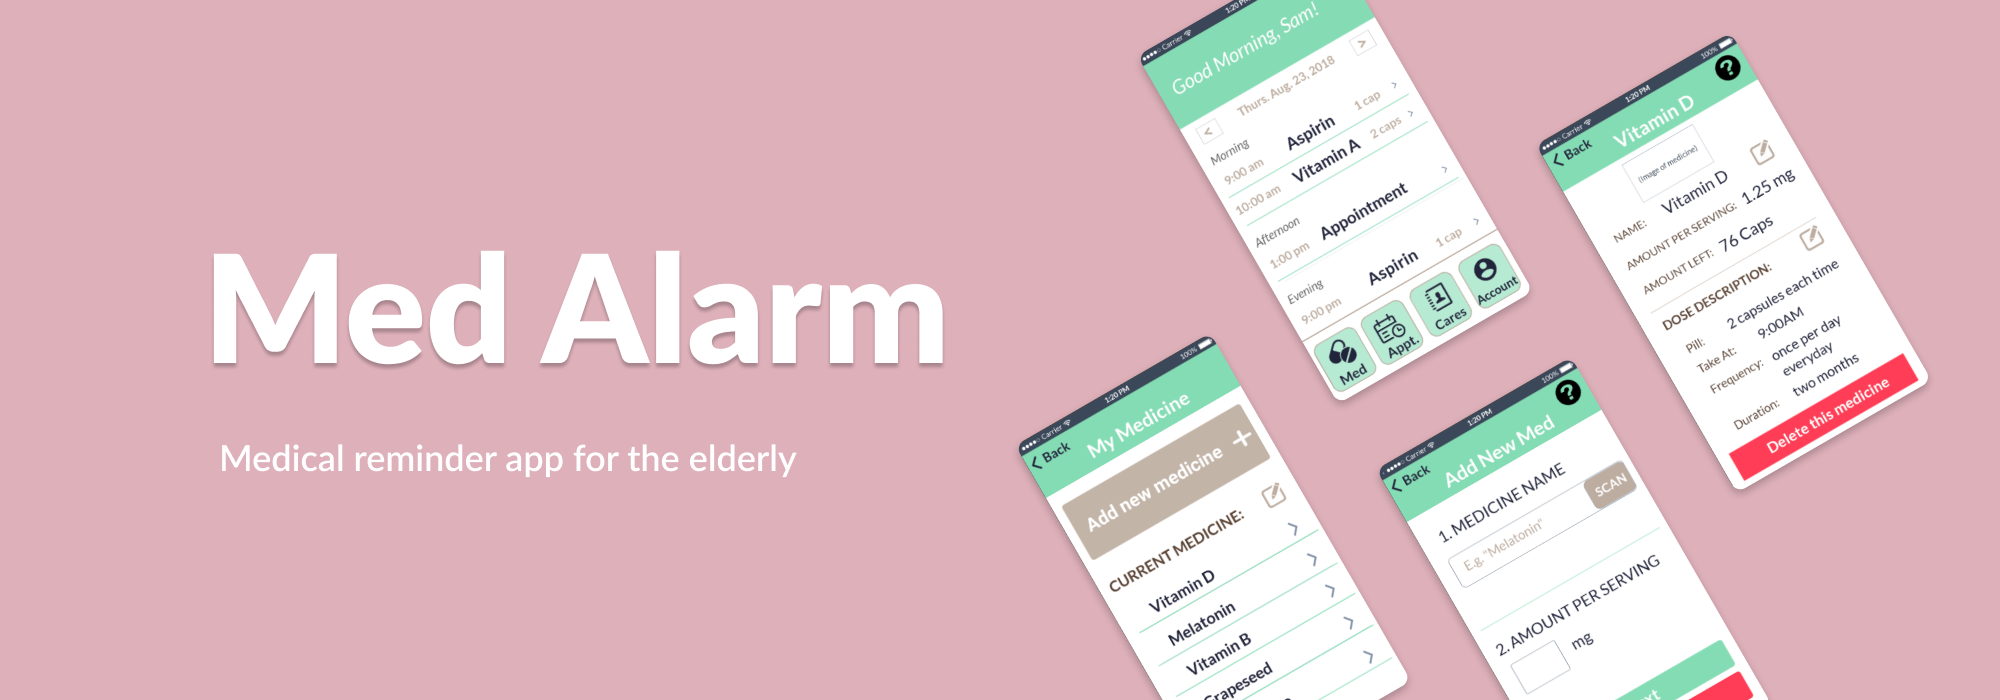 Med Alarm
Medical reminder app for the elderly
Carrier
1:20 PM
Good Morning, Sam!
<
Thurs, Aug. 23, 2018
>
Morning
9:00 am Aspirin 1 cap
10:00 am Vitamin A 2 caps
Afternoon
1:00 pm Appointment
Evening
9:00 pm Aspirin 1 cap
Med
Appt.
Cares
Account
Carrier 1:20 PM 100%
Back Vitamin D ?
(Image of medicine)
NAME: Vitamin D
AMOUNT PER SERVING: 1.25 mg
AMOUNT LEFT: 76 Caps
DOSE DESCRIPTION:
Pill: 2 capsules each time
Take At: 9:00AM
Frequency: once per day
everyday
Duration: two months
Delete this medicine
Carrier 1:20 PM 100%
Back My Medicine
Add new medicine +
CURRENT MEDICINE:
Vitamin D
Melatonin
Vitamin B
Grapeseed
Carrier 1:20 PM 100%
Back Add New Med ?
1. MEDICINE NAME
E.g. "Melatonin" SCAN
2. AMOUNT PER SERVING
mg